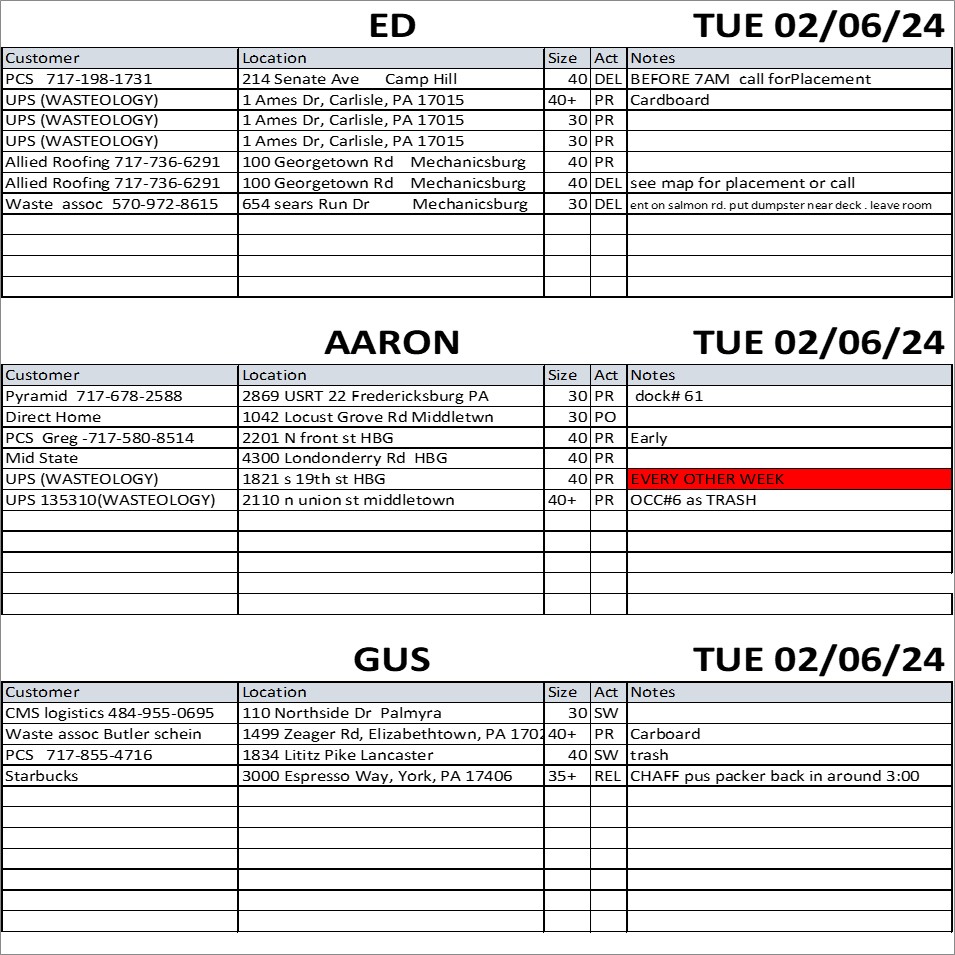 ED TUE 02/06/24
Customer Location Size Act Notes
PCS 717-198-1731 214 Senate Ave Camp Hill 40 DEL BEFORE 7AM call forPlacement
UPS (WASTEOLOGY) 1 Ames Dr, Carlisle, PA 17015 40+ PR Cardboard
UPS (WASTEOLOGY) 1 Ames Dr, Carlisle, PA 17015 30 PR
UPS (WASTEOLOGY) 1 Ames Dr, Carlisle, PA 17015 30 PR
Allied Roofing 717-736-6291 100 Georgetown Rd Mechanicsburg 40 PR
Allied Roofing 717-736-6291 100 Georgetown Rd Mechanicsburg 40 DEL see map for placement or call
Waste assoc 570-972-8615 654 sears Run Dr Mechanicsburg 30 DEL ent on salmon rd. put dumpster near deck . leave room
AARON TUE 02/06/24
Customer Location Size Act Notes
Pyramid 717-678-2588 2869 USRT 22 Fredericksburg PA 30 PR dock# 61
Direct Home 1042 Locust Grove Rd Middletwn 30 PO
PCS Greg -717-580-8514 2201 N front st HBG 40 PR Early
Mid State 4300 Londonderry Rd HBG 40 PR
UPS (WASTEOLOGY) 1821 s 19th st HBG 40 PR EVERY OTHER WEEK
UPS 135310(WASTEOLOGY) 2110 n union st middletown 40+ PR OCC#6 as TRASH
GUS TUE 02/06/24
Customer Location Size Act Notes
CMS logistics 484-955-0695 110 Northside Dr Palmyra 30 SW
Waste assoc Butler schein 1499 Zeager Rd, Elizabethtown, PA 1702 40+ PR Carboard
PCS 717-855-4716 1834 Lititz Pike Lancaster 40 SW trash
Starbucks 3000 Espresso Way, York, PA 17406 35+ REL CHAFF pus packer back in around 3:00